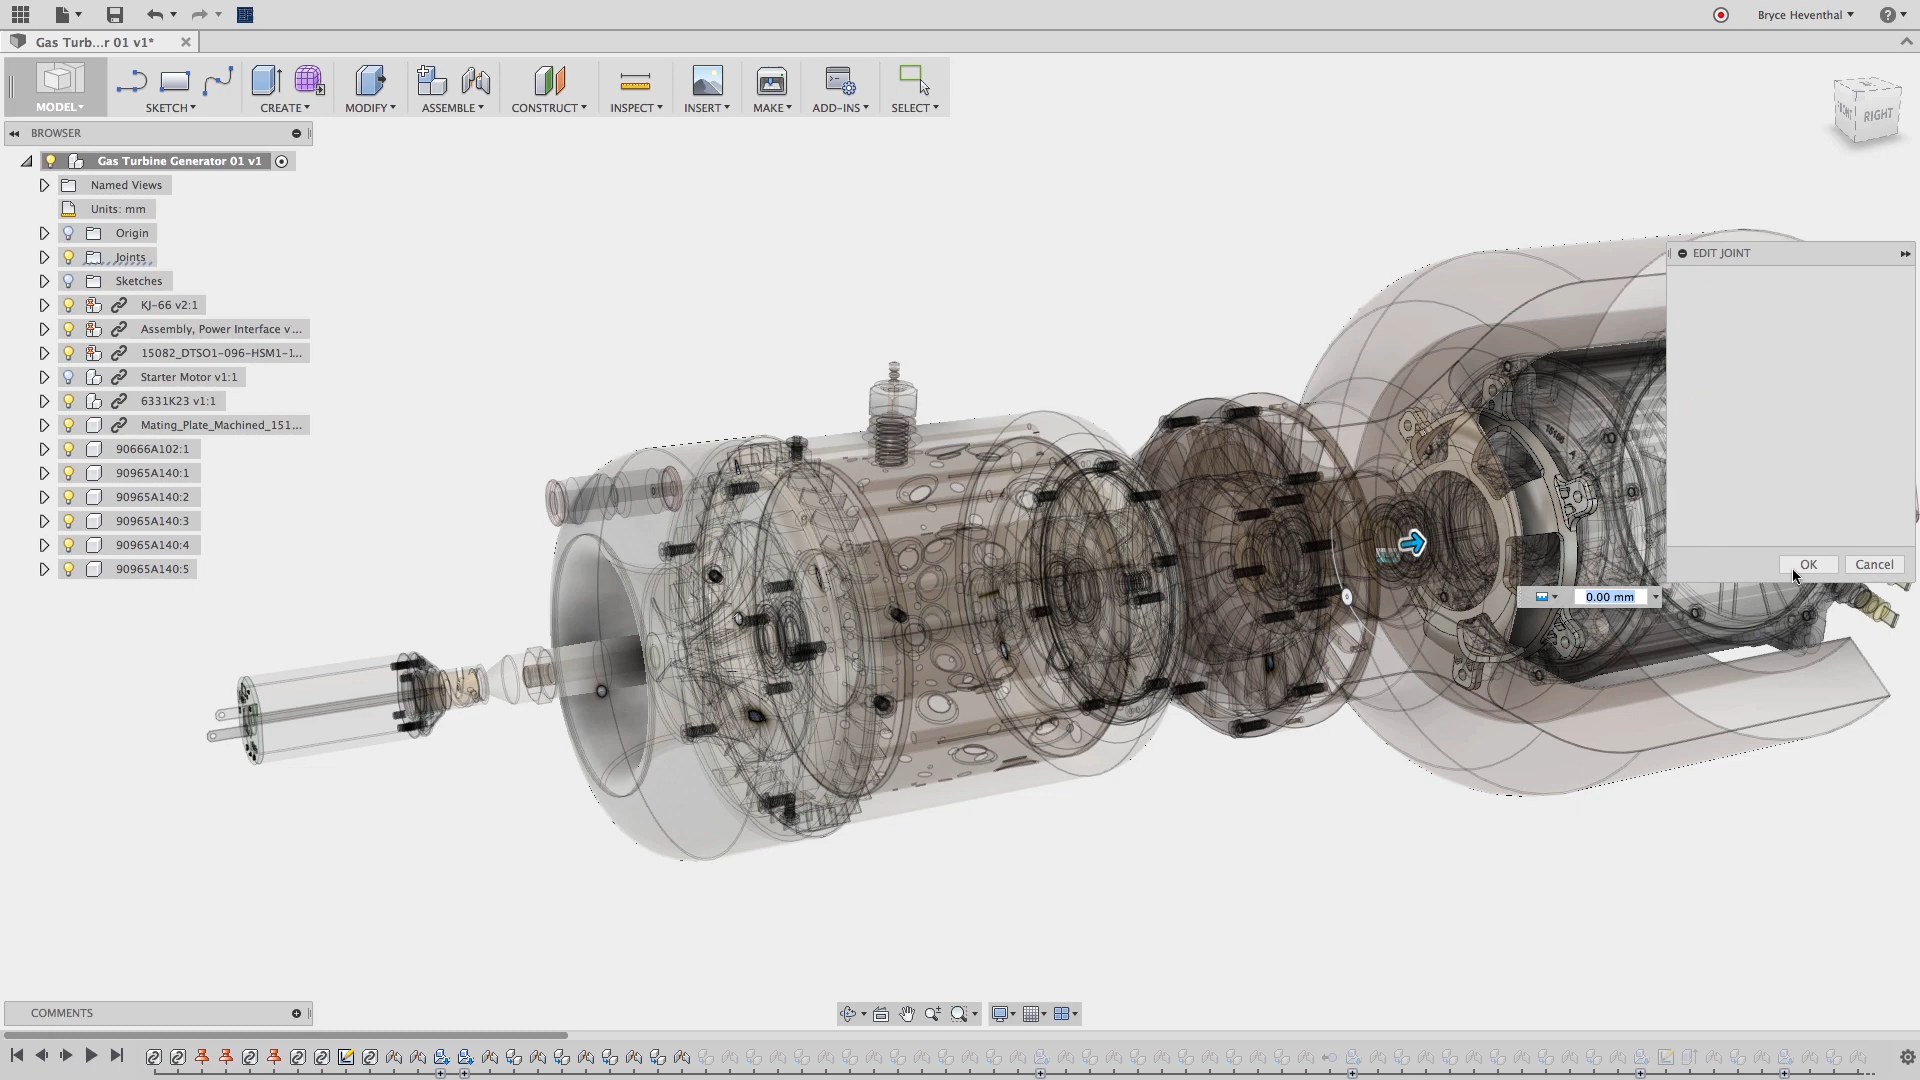 Bryce Heventhal
Gas Turb...r 01 v1*
MODEL
SKETCH
CREATE
MODIFY
ASSEMBLE
CONSTRUCT
INSPECT
INSERT
MAKE
ADD-INS
SELECT
FRONT
RIGHT
BROWSER
Gas Turbine Generator 01 v1
Named Views
Units: mm
Origin
Joints
Sketches
KJ-66 v2:1
Assembly, Power Interface v...
15082_DTSO1-096-HSM1-1...
Starter Motor v1:1
6331K23 v1:1
Mating_Plate_Machined_151...
90666A102:1
90965A140:1
90965A140:2
90965A140:3
90965A140:4
90965A140:5
EDIT JOINT
OK
Cancel
0.00 mm
COMMENTS